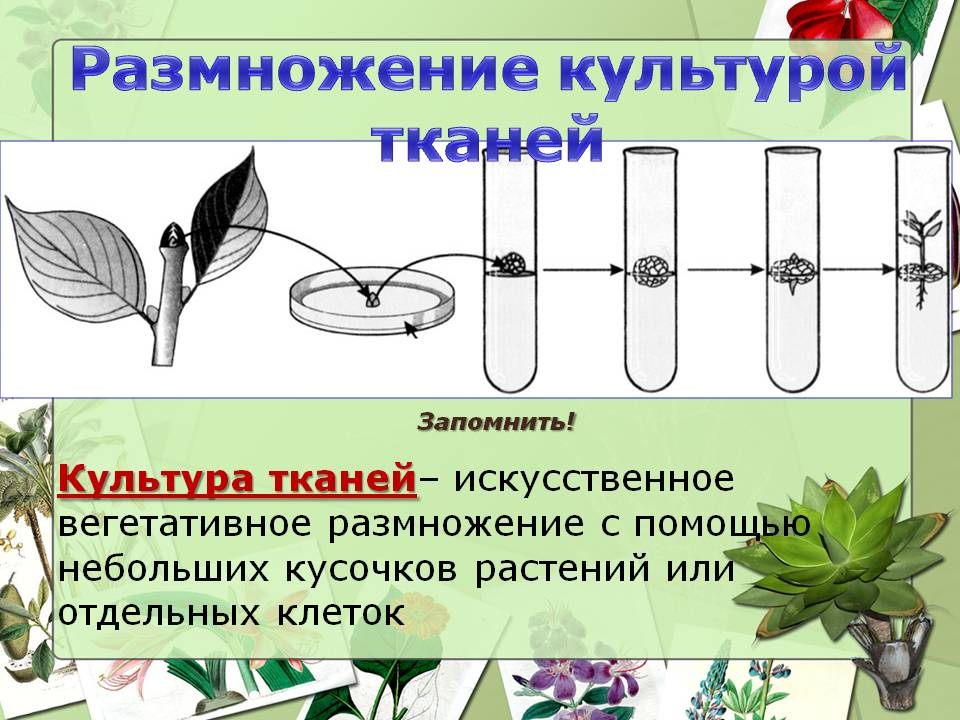 Размножение культурой
тканей
Запомнить!
Культура тканей– искусственное
вегетативное размножение с помощью
небольших кусочков растений или
отдельных клеток